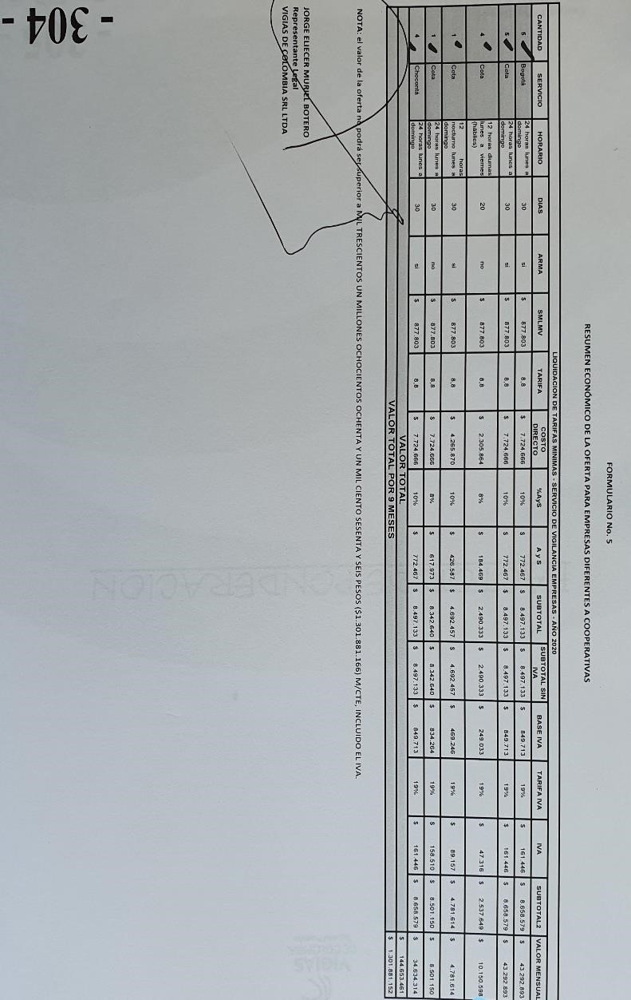 FORMULARIO No. 5
RESUMEN ECONÓMICO DE LA OFERTA PARA EMPRESAS DIFERENTES A COOPERATIVAS
LIQUIDACION DE TARIFAS MINIMAS - SERVICIO DE VIGILANCIA EMPRESAS - AÑO 2020
CANTIDAD SERVICIO HORARIO DIAS ARMA SMLMV TARIFA COSTO DIRECTO %AyS A y S SUBTOTAL SUBTOTAL SIN IVA BASE IVA TARIFA IVA IVA SUBTOTAL2 VALOR MENSUAL
5 Bogotá 24 horas lunes a domingo 30 si $ 877.803 8,8 $ 7.724.666 10% $ 772.467 $ 8.497.133 $ 8.497.133 $ 849.713 19% $ 161.446 $ 8.658.579 $ 43.292.893
5 Cota 24 horas lunes a domingo 30 si $ 877.803 8,8 $ 7.724.666 10% $ 772.467 $ 8.497.133 $ 8.497.133 $ 849.713 19% $ 161.446 $ 8.658.579 $ 43.292.893
4 Cota 12 horas diurnas lunes a viernes (hábiles) 20 no $ 877.803 8,8 $ 2.305.864 8% $ 184.469 $ 2.490.333 $ 2.490.333 $ 249.033 19% $ 47.316 $ 2.537.649 $ 10.150.598
1 Cota 12 horas nocturno lunes a domingo 30 si $ 877.803 8,8 $ 4.265.870 10% $ 426.587 $ 4.692.457 $ 4.692.457 $ 469.246 19% $ 89.157 $ 4.781.614 $ 4.781.614
1 Cota 24 horas lunes a domingo 30 no $ 877.803 8,8 $ 7.724.666 8% $ 617.973 $ 8.342.640 $ 8.342.640 $ 834.264 19% $ 158.510 $ 8.501.150 $ 8.501.150
4 Chocontá 24 horas lunes a domingo 30 si $ 877.803 8,8 $ 7.724.666 10% $ 772.467 $ 8.497.133 $ 8.497.133 $ 849.713 19% $ 161.446 $ 8.658.579 $ 34.634.314
VALOR TOTAL $ 144.653.461
VALOR TOTAL POR 9 MESES $ 1.301.881.152
NOTA: el valor de la oferta no podrá ser superior a MIL TRESCIENTOS UN MILLONES OCHOCIENTOS OCHENTA Y UN MIL CIENTO SESENTA Y SEIS PESOS ($1.301.881.166) M/CTE, INCLUIDO EL IVA.
JORGE ELIECER MURIEL BOTERO
Representante Legal
VIGIAS DE COLOMBIA SRL LTDA
- 304 -